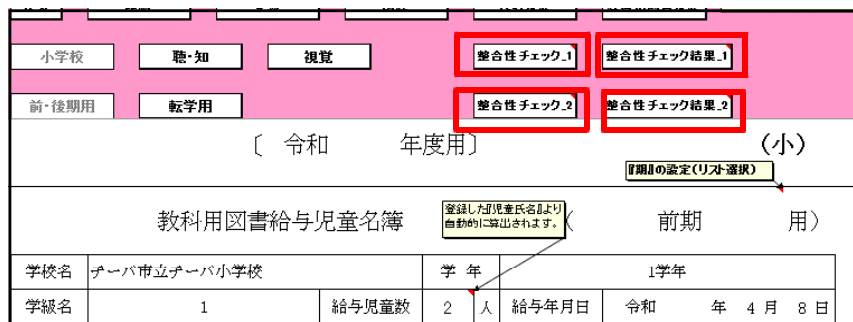 小学校 聴・知 視覚 整合性チェック_1 整合性チェック結果_1
前・後期用 転学用 整合性チェック_2 整合性チェック結果_2
〔 令和 年度用〕 (小)
『期』の設定(リスト選択)
教科用図書給与児童名簿 ( 前期 用)
登録した『児童氏名』より
自動的に算出されます。
学校名 チーバ市立チーバ小学校 学 年 1学年
学級名 1 給与児童数 2 人 給与年月日 令和 年 4 月 8 日